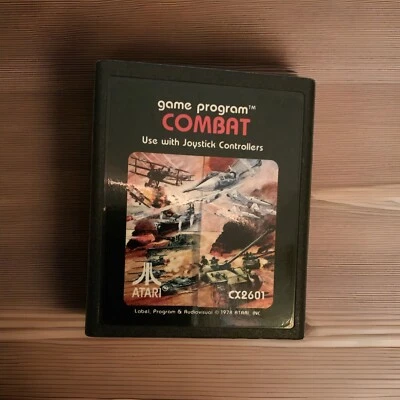 game program™
COMBAT
Use with Joystick Controllers
ATARI®
CX2601
Label, Program & Audiovisual © 1978 ATARI, INC.